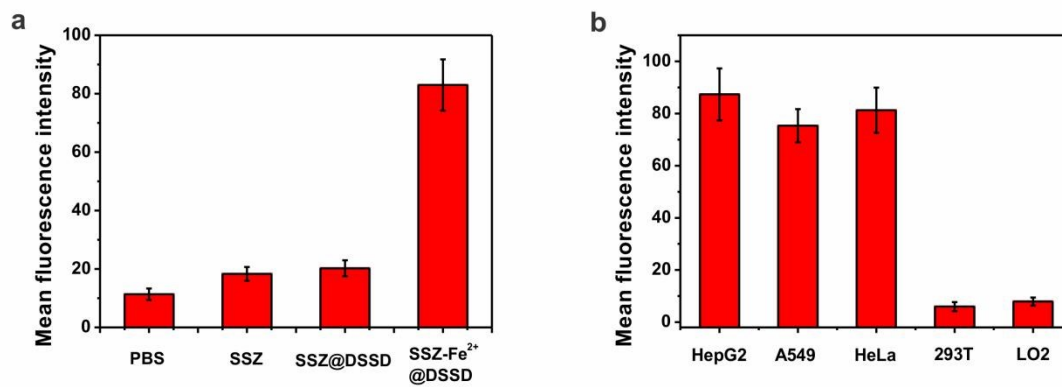 a
Mean fluorescence intensity
100
80
60
40
20
0
PBS
SSZ
SSZ@DSSD
SSZ-Fe²⁺
@DSSD
b
Mean fluorescence intensity
100
80
60
40
20
0
HepG2
A549
HeLa
293T
LO2